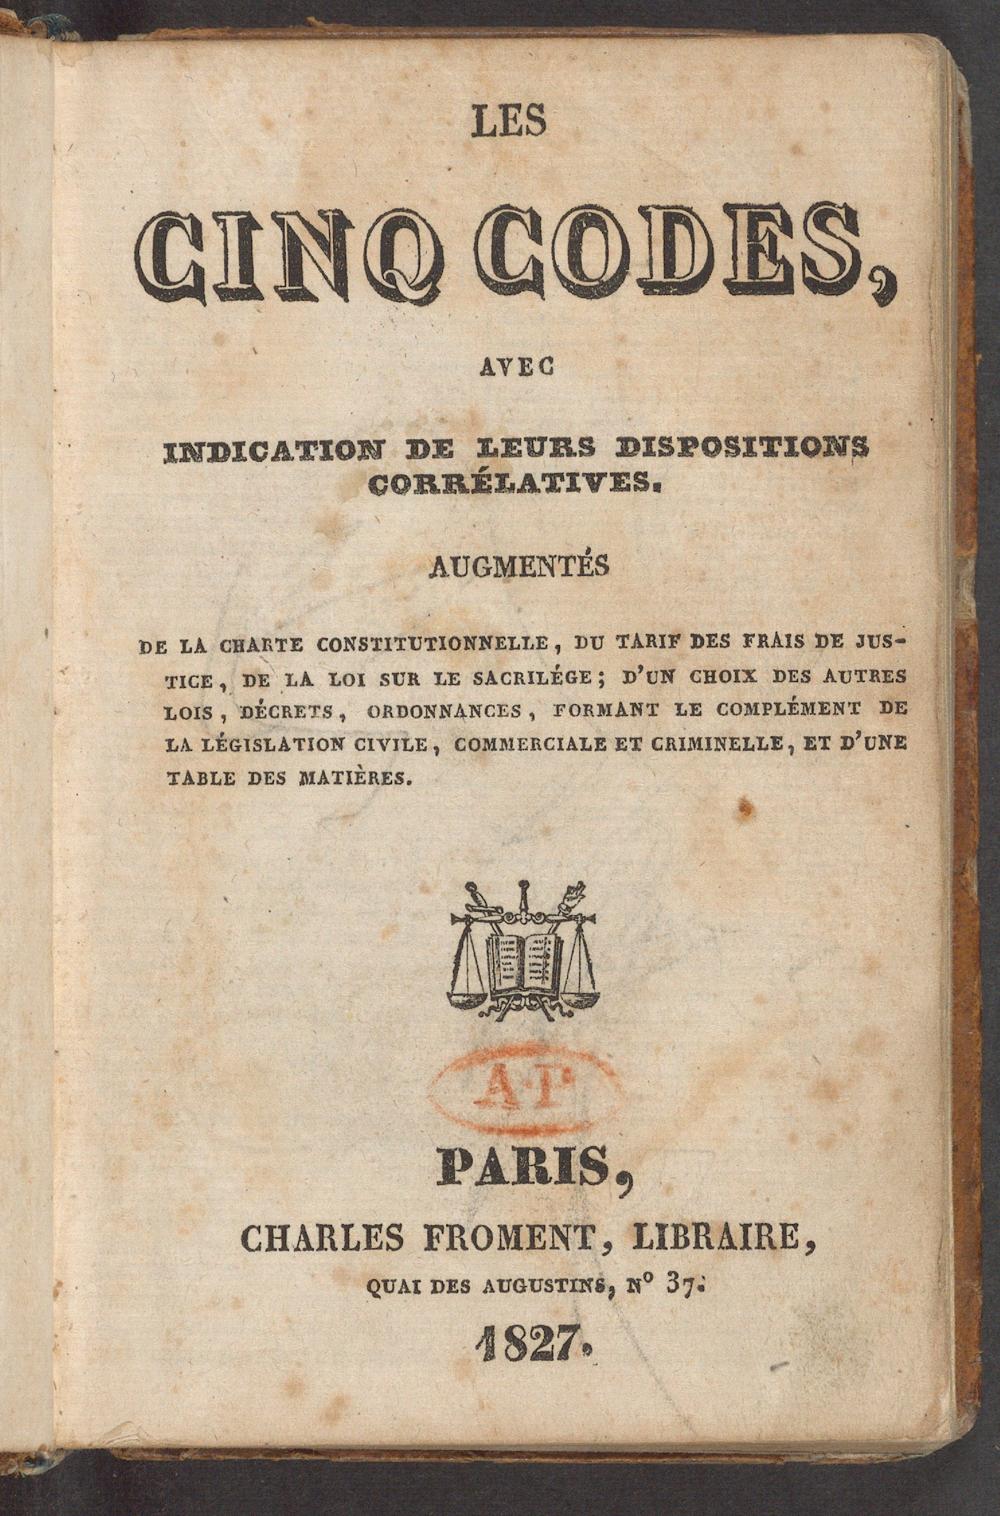 LES
CINQ CODES,
AVEC
INDICATION DE LEURS DISPOSITIONS
CORRÉLATIVES.
AUGMENTÉS
DE LA CHARTE CONSTITUTIONNELLE, DU TARIF DES FRAIS DE JUS-
TICE, DE LA LOI SUR LE SACRILÉGE; D'UN CHOIX DES AUTRES
LOIS, DÉCRETS, ORDONNANCES, FORMANT LE COMPLÉMENT DE
LA LÉGISLATION CIVILE, COMMERCIALE ET CRIMINELLE, ET D'UNE
TABLE DES MATIÈRES.
A.P.
PARIS,
CHARLES FROMENT, LIBRAIRE,
QUAI DES AUGUSTINS, Nº 37.
1827.